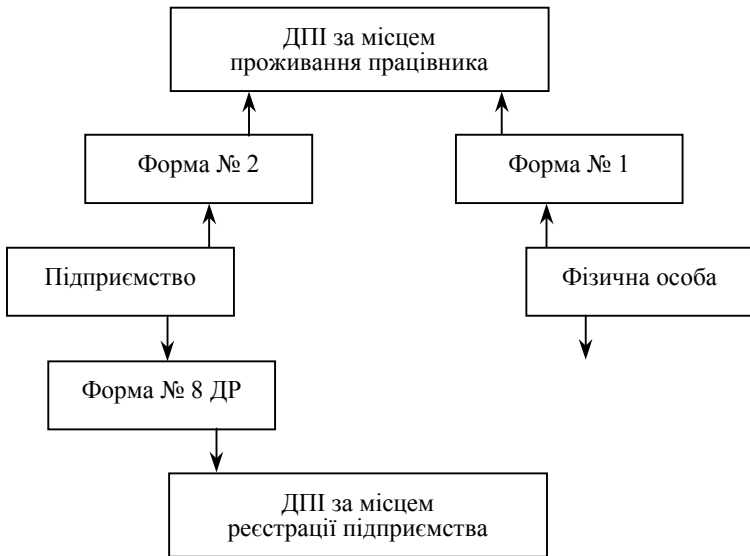 ДПІ за місцем
проживання працівника
Форма № 2
Форма № 1
Підприємство
Фізична особа
Форма № 8 ДР
ДПІ за місцем
реєстрації підприємства